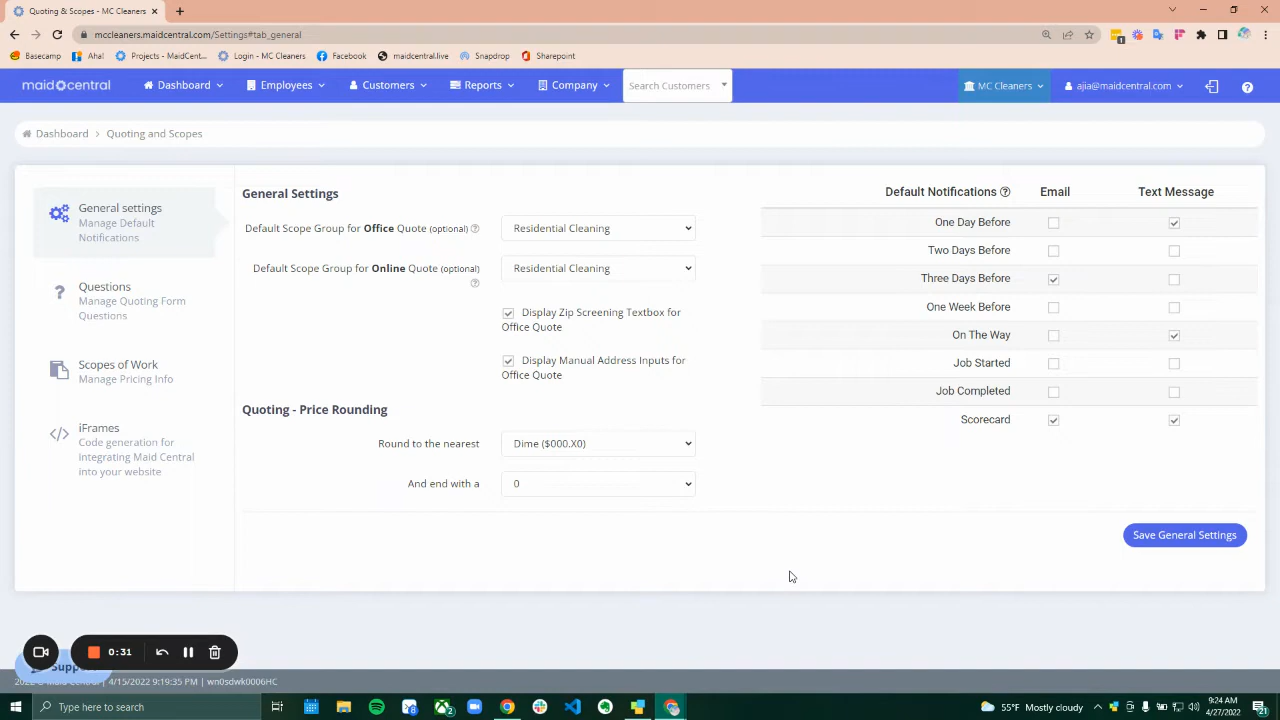 Quoting & Scopes - MC Cleaners
mccleaners.com/Settings#tab_general
Basecamp
Aha!
Projects - MaidCent...
Login - MC Cleaners
Facebook
maidcentral.live
Snapdrop
Sharepoint
maid central
Dashboard
Employees
Customers
Reports
Company
Search Customers
MC Cleaners
ajia@maidcentral.com
Dashboard > Quoting and Scopes
General settings
Manage Default
Notifications
Questions
Manage Quoting Form
Questions
Scopes of Work
Manage Pricing Info
iFrames
Code generation for
integrating Maid Central
into your website
General Settings
Default Scope Group for Office Quote (optional)
Residential Cleaning
Default Scope Group for Online Quote (optional)
Residential Cleaning
Display Zip Screening Textbox for
Office Quote
Display Manual Address Inputs for
Office Quote
Quoting - Price Rounding
Round to the nearest
Dime ($000.X0)
And end with a
0
Default Notifications
Email
Text Message
One Day Before
Two Days Before
Three Days Before
One Week Before
On The Way
Job Started
Job Completed
Scorecard
Save General Settings
0:31
4/15/2022 9:19:35 PM | wn0sdwk0006HC
Type here to search
55°F Mostly cloudy
9:24 AM
4/27/2022
21